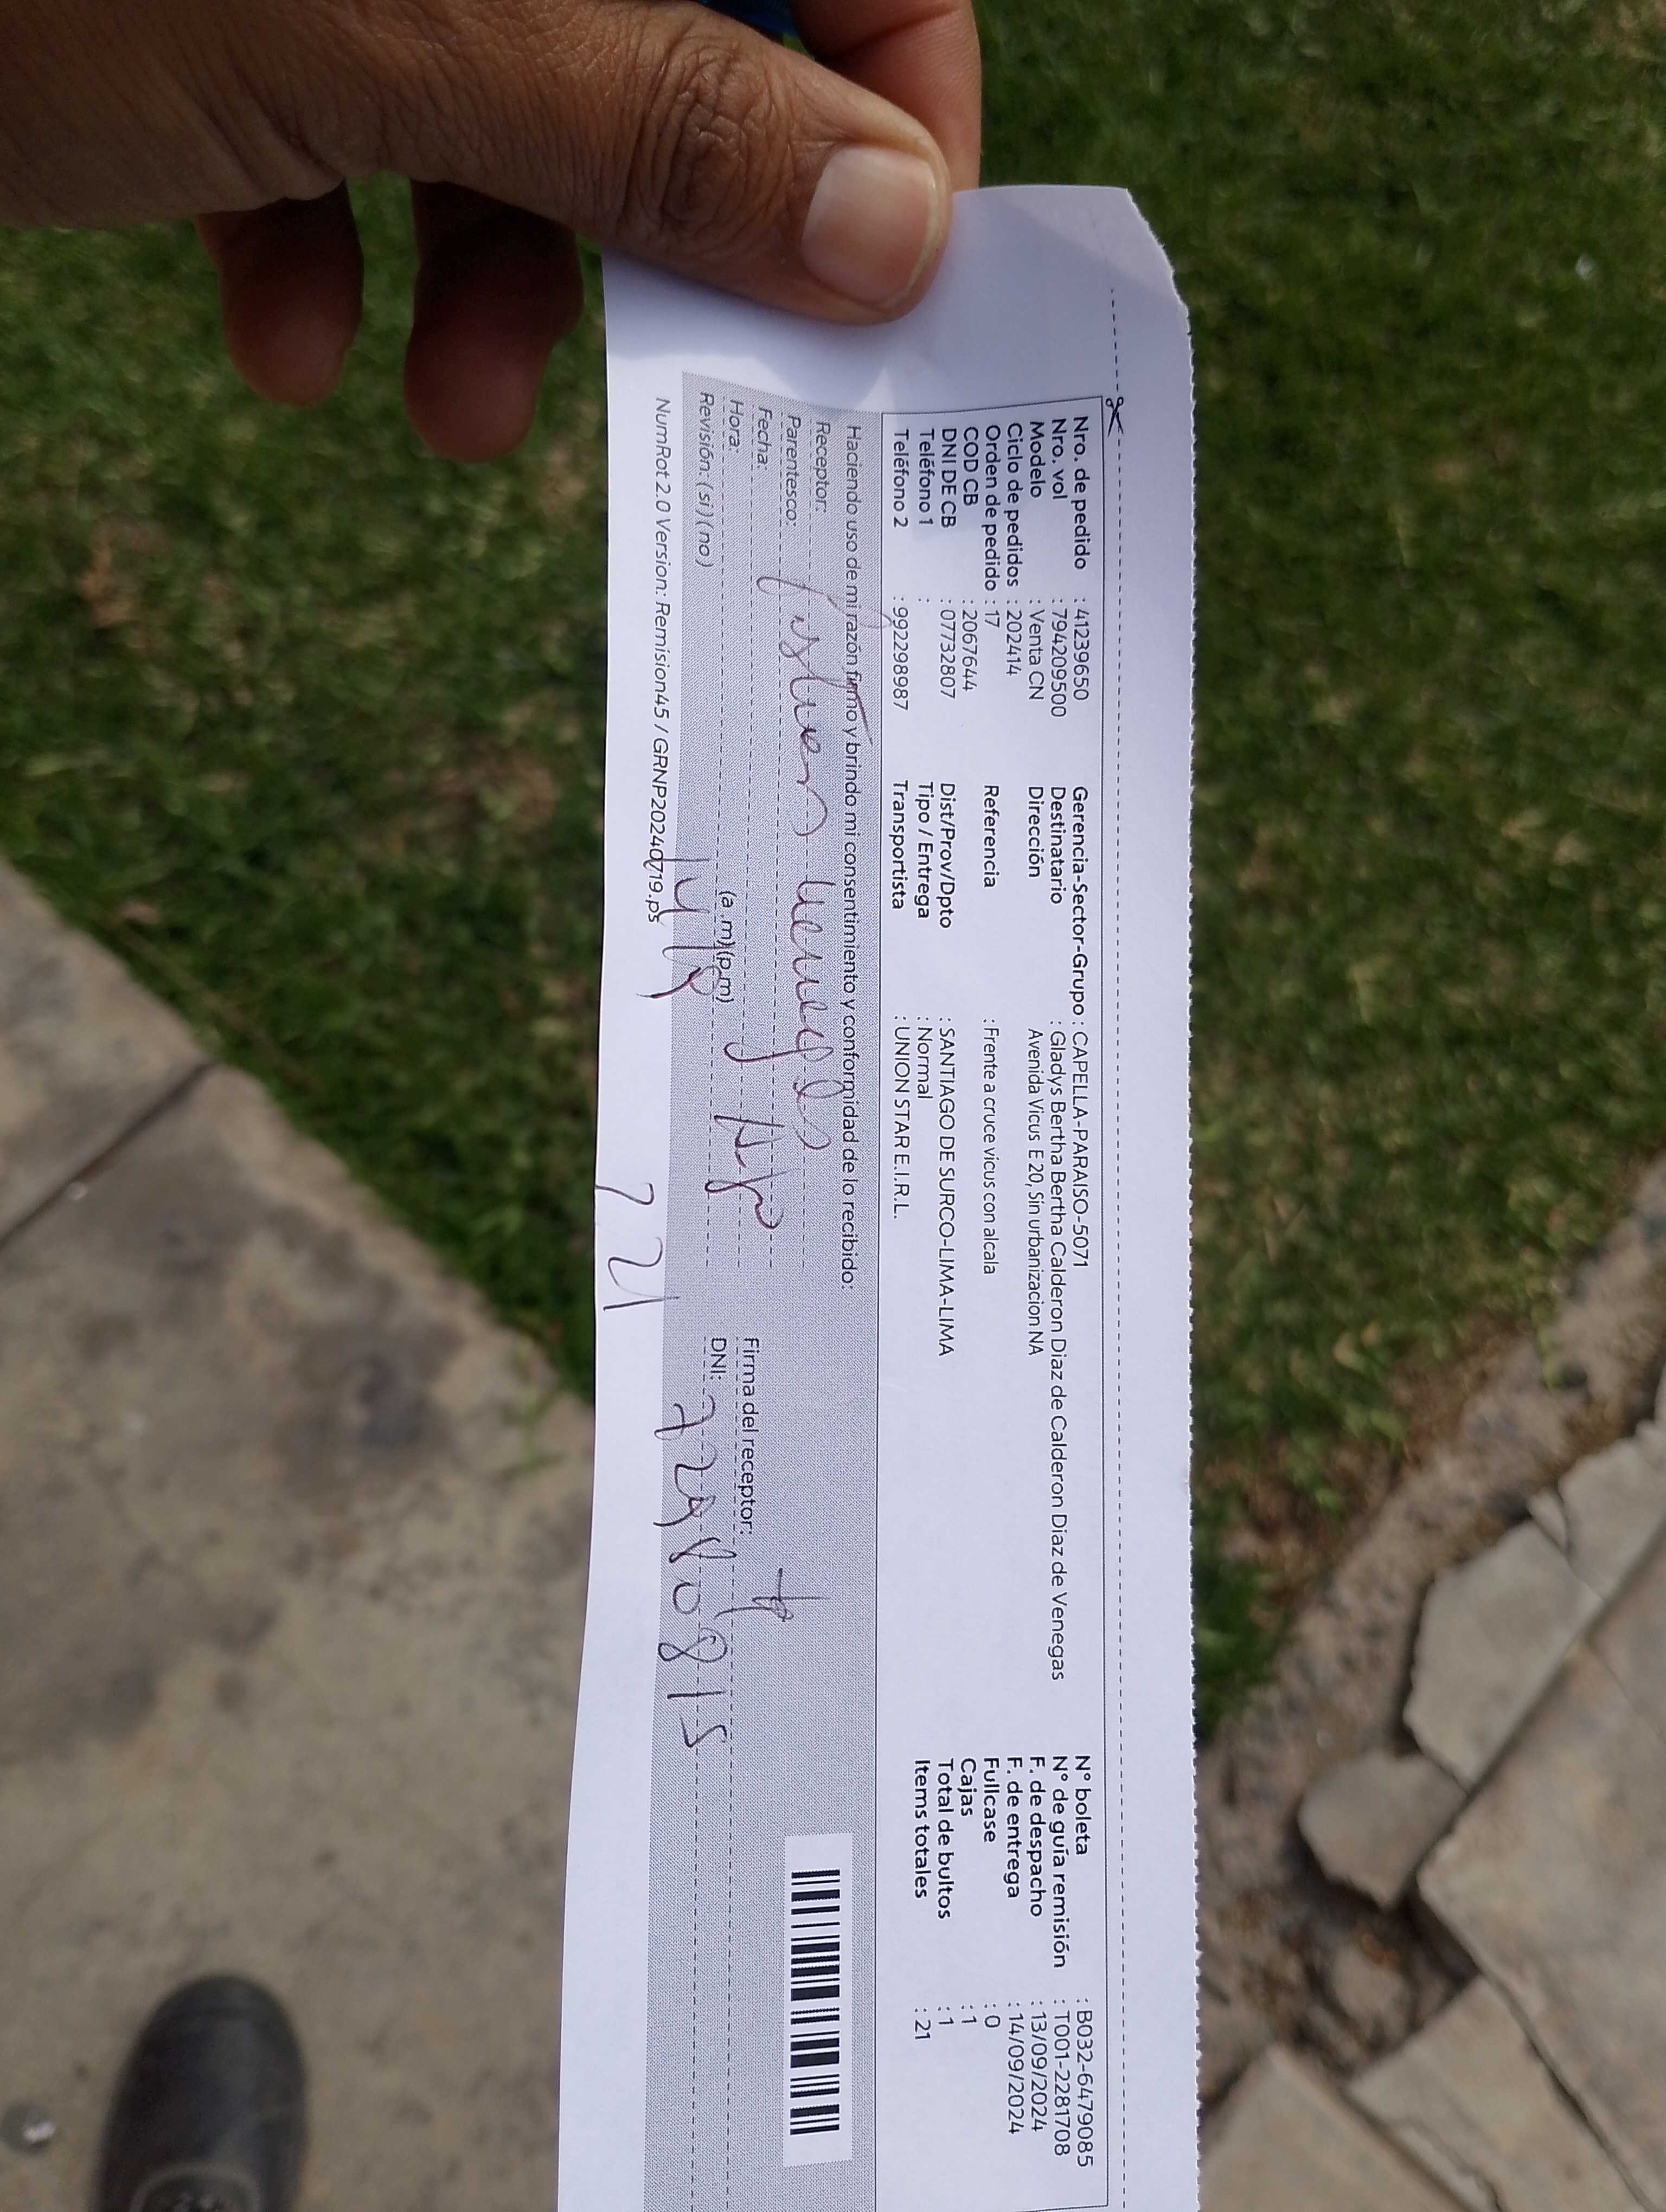 Nro. de pedido : 41239650 Gerencia-Sector-Grupo : CAPELLA-PARAISO-5071 N° boleta : B032-6479085
Nro. vol : 794209500 Destinatario : Gladys Bertha Bertha Calderon Diaz de Calderon Diaz de Venegas N° de guía remisión : T001-2281708
Modelo : Venta CN Dirección Avenida Vicus E 20, Sin urbanizacion NA F. de despacho : 13/09/2024
Ciclo de pedidos : 202414 F. de entrega : 14/09/2024
Orden de pedido : 17 Referencia : Frente a cruce vicus con alcala Fullcase : 0
COD CB : 2067644 Cajas : 1
DNI DE CB : 07732807 Dist/Prov/Dpto : SANTIAGO DE SURCO-LIMA-LIMA Total de bultos : 1
Teléfono 1 : Tipo / Entrega : Normal Items totales : 21
Teléfono 2 : 992298987 Transportista : UNION STAR E.I.R.L.
Haciendo uso de mi razón firmo y brindo mi consentimiento y conformidad de lo recibido:
Receptor:
Parentesco:
Fecha:
Hora: (a.m)(p.m) Firma del receptor:
Revisión: (si) (no) DNI:
NumRot 2.0 Version: Remision45 / GRNP20240719.ps